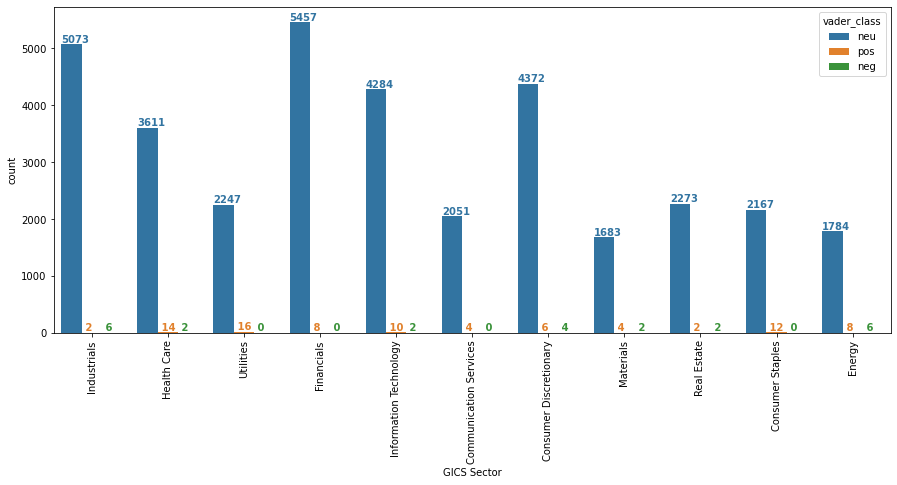 5457
5073
4372
4284
3611
2247
2273
2167
2051
1784
1683
2 6
14 2
16 0
8 0
10 2
4 0
6 4
4 2
2 2
12 0
8 6
vader_class
neu
pos
neg
count
5000
4000
3000
2000
1000
0
Industrials
Health Care
Utilities
Financials
Information Technology
Communication Services
Consumer Discretionary
Materials
Real Estate
Consumer Staples
Energy
GICS Sector